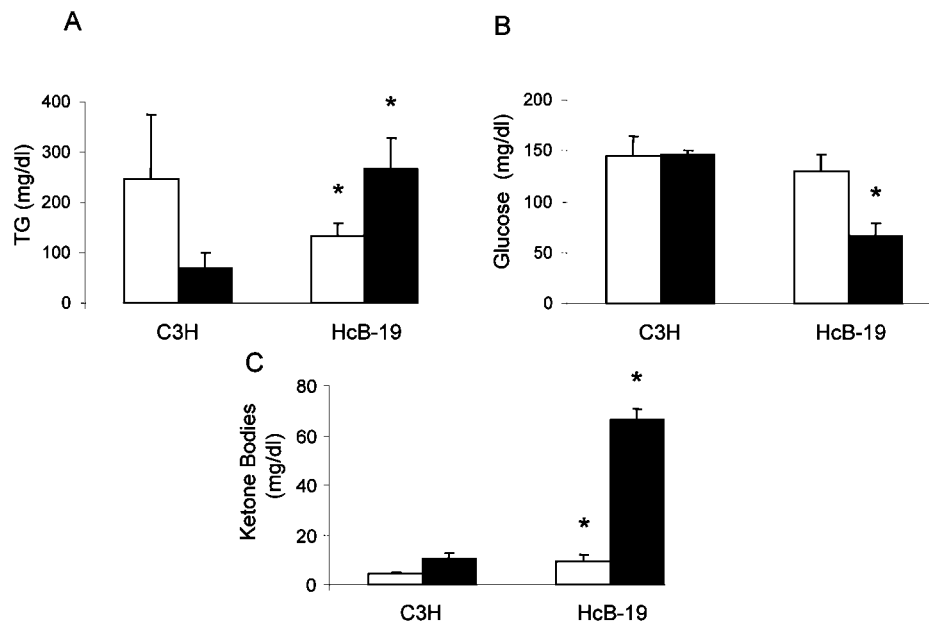 A
TG (mg/dl)
400
300
200
100
0
*
*
C3H
HcB-19
B
Glucose (mg/dl)
200
150
100
50
0
*
C3H
HcB-19
C
Ketone Bodies
(mg/dl)
80
60
40
20
0
*
*
C3H
HcB-19